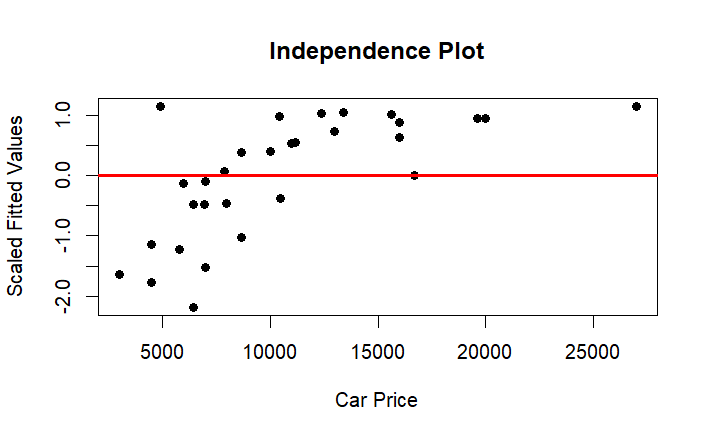 Independence Plot
Scaled Fitted Values
1.0
0.0
-1.0
-2.0
5000 10000 15000 20000 25000
Car Price